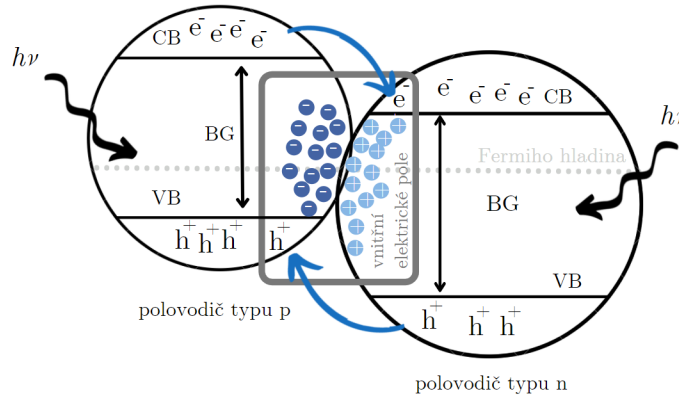 CB e⁻ e⁻ e⁻ e⁻
hν
e⁻
e⁻ e⁻ e⁻ e⁻ CB
BG
Fermiho hladina
VB
BG
vnitřní
elektrické pole
h⁺ h⁺ h⁺ h⁺
VB
polovodič typu p
h⁺ h⁺ h⁺
polovodič typu n